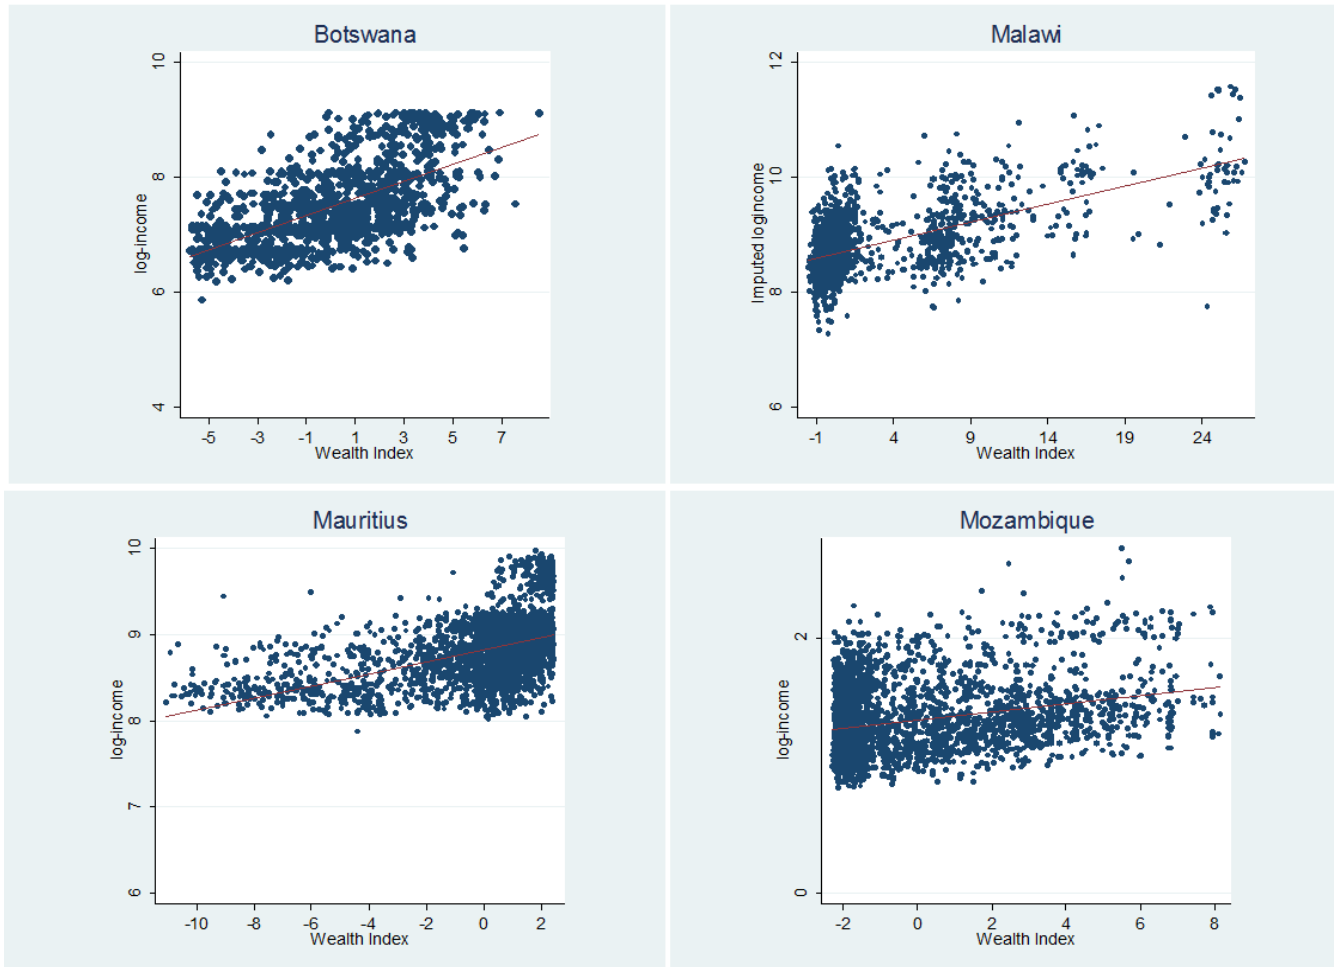 Botswana
10
8
6
4
log-income
-5 -3 -1 1 3 5 7
Wealth Index
Malawi
12
10
8
6
Imputed logincome
-1 4 9 14 19 24
Wealth Index
Mauritius
10
9
8
7
6
log-income
-10 -8 -6 -4 -2 0 2
Wealth Index
Mozambique
2
0
log-income
-2 0 2 4 6 8
Wealth Index